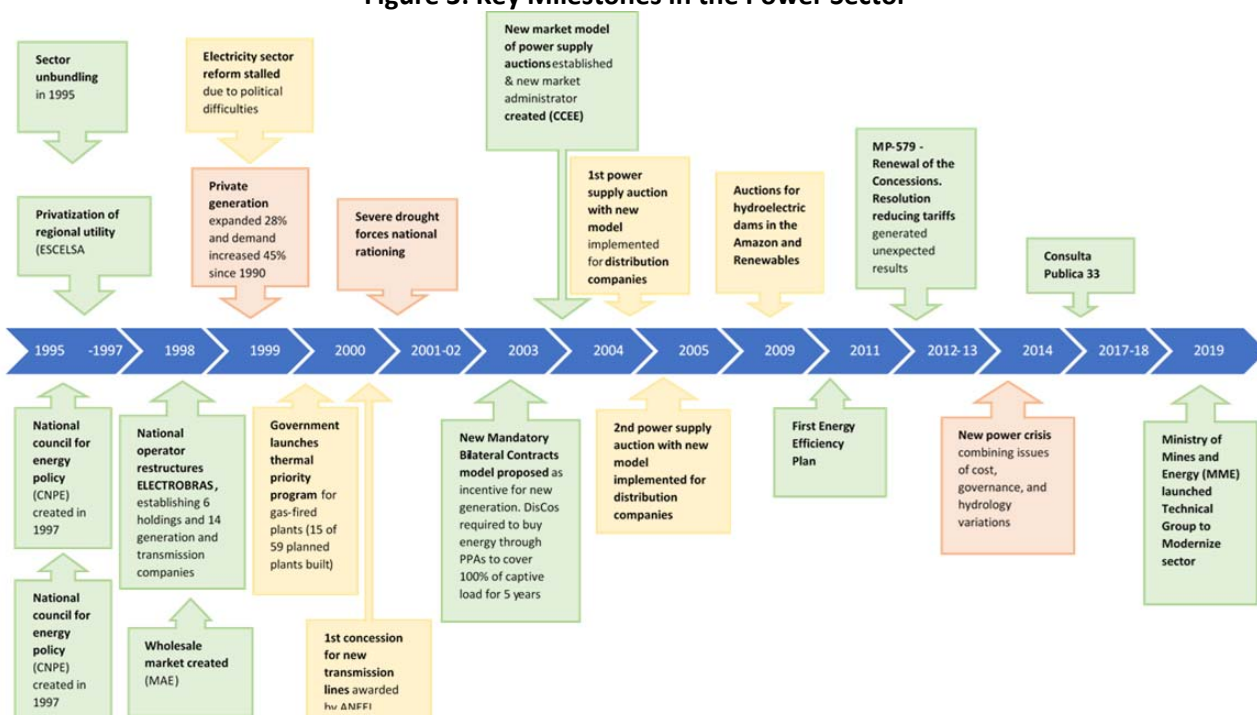 Figure 3: Key Milestones in the Power Sector
Sector
unbundling
in 1995
Electricity sector
reform stalled
due to political
difficulties
New market model
of power supply
auctions established
& new market
administrator
created (CCEE)
Privatization of
regional utility
(ESCELSA
Private
generation
expanded 28%
and demand
increased 45%
since 1990
Severe drought
forces national
rationing
1st power
supply auction
with new
model
implemented
for distribution
companies
Auctions for
hydroelectric
dams in the
Amazon and
Renewables
MP-579 -
Renewal of the
Concessions.
Resolution
reducing tariffs
generated
unexpected
results
Consulta
Publica 33
1995 -1997 1998 1999 2000 2001-02 2003 2004 2005 2009 2011 2012-13 2014 2017-18 2019
National
council for
energy
policy
(CNPE)
created in
1997
National
operator
restructures
ELECTROBRAS,
establishing 6
holdings and 14
generation and
transmission
companies
Government
launches
thermal
priority
program for
gas-fired
plants (15 of
59 planned
plants built)
New Mandatory
Bilateral Contracts
model proposed as
incentive for new
generation. DisCos
required to buy
energy through
PPAs to cover
100% of captive
load for 5 years
2nd power supply
auction with new
model
implemented for
distribution
companies
First Energy
Efficiency
Plan
New power crisis
combining issues
of cost,
governance, and
hydrology
variations
Ministry of
Mines and
Energy (MME)
launched
Technical
Group to
Modernize
sector
National
council for
energy
policy
(CNPE)
created in
1997
Wholesale
market created
(MAE)
1st concession
for new
transmission
lines awarded
by ANEEL